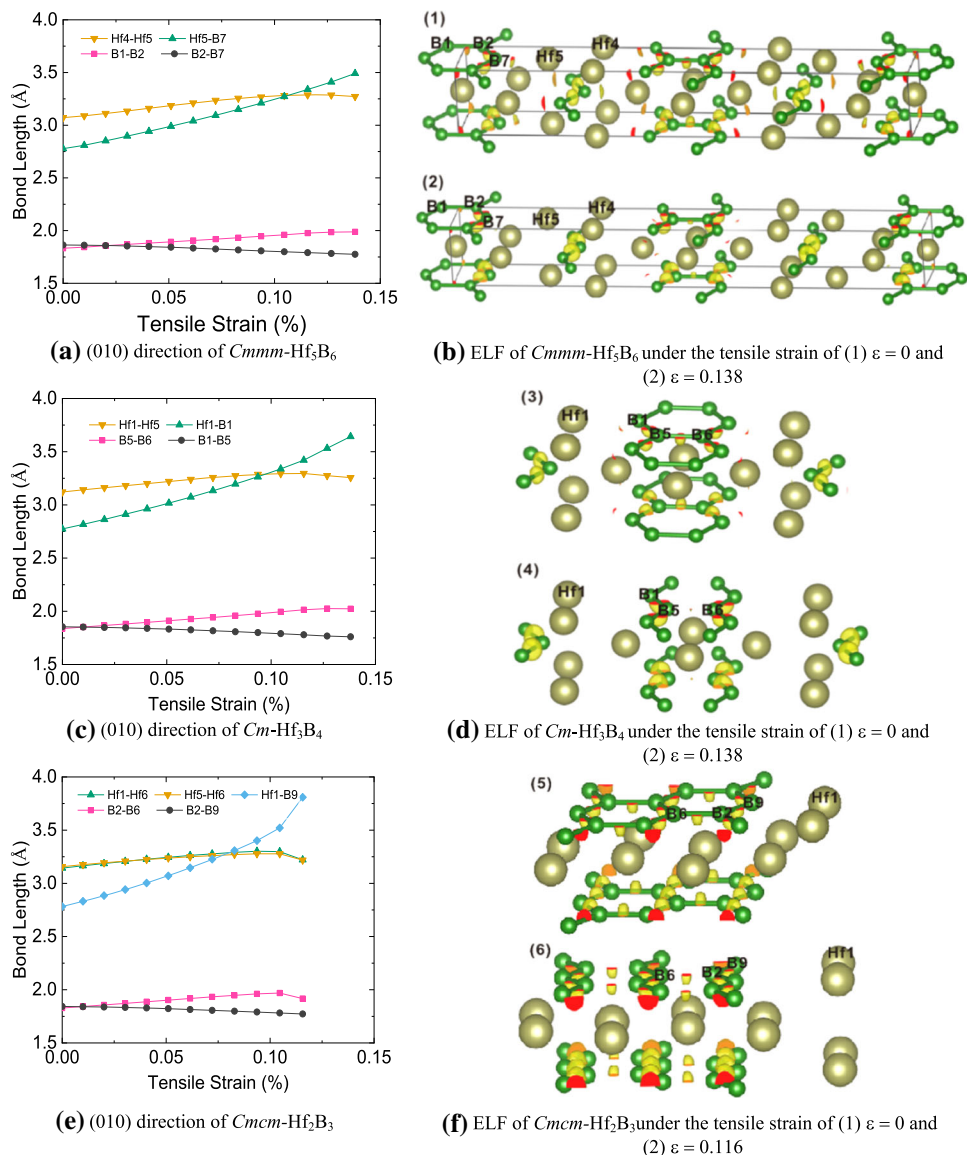 4.0
3.5
3.0
2.5
2.0
1.5
0.00 0.05 0.10 0.15
Bond Length (Å)
Tensile Strain (%)
Hf4-Hf5 Hf5-B7
B1-B2 B2-B7
(a) (010) direction of Cmmm-Hf₅B₆
(1)
B1 B2 B7 Hf5 Hf4
(2)
B1 B2 B7 Hf5 Hf4
(b) ELF of Cmmm-Hf₅B₆ under the tensile strain of (1) ε = 0 and
(2) ε = 0.138
4.0
3.5
3.0
2.5
2.0
1.5
0.00 0.05 0.10 0.15
Bond Length (Å)
Tensile Strain (%)
Hf1-Hf5 Hf1-B1
B5-B6 B1-B5
(c) (010) direction of Cm-Hf₃B₄
(3)
Hf1 B1 B5 B6
(4)
Hf1 B1 B5 B6
(d) ELF of Cm-Hf₃B₄ under the tensile strain of (1) ε = 0 and
(2) ε = 0.138
4.0
3.5
3.0
2.5
2.0
1.5
0.00 0.05 0.10 0.15
Bond Length (Å)
Tensile Strain (%)
Hf1-Hf6 Hf5-Hf6 Hf1-B9
B2-B6 B2-B9
(e) (010) direction of Cmcm-Hf₂B₃
(5)
B6 B2 B9 Hf1
(6)
B6 B2 B9 Hf1
(f) ELF of Cmcm-Hf₂B₃under the tensile strain of (1) ε = 0 and
(2) ε = 0.116